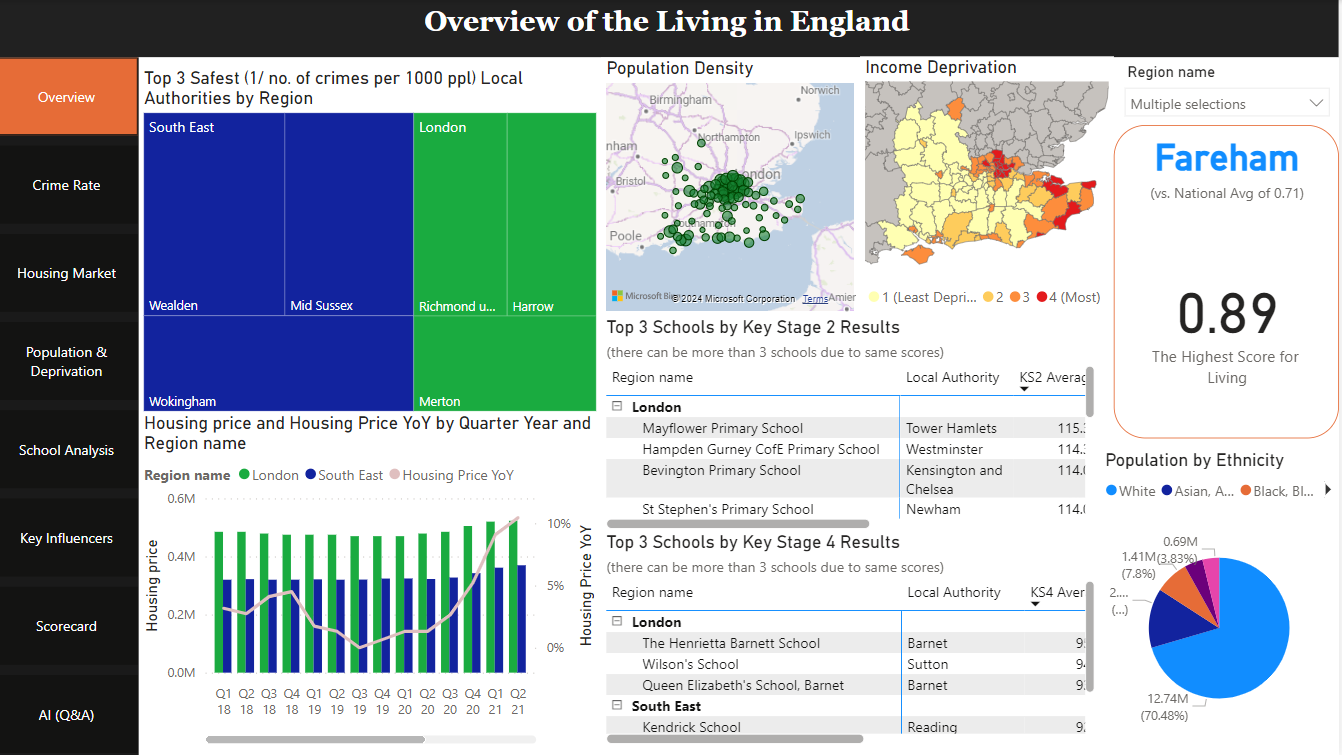 Overview of the Living in England
Overview
Crime Rate
Housing Market
Population &
Deprivation
School Analysis
Key Influencers
Scorecard
AI (Q&A)
Top 3 Safest (1/ no. of crimes per 1000 ppl) Local
Authorities by Region
South East
London
Wealden
Mid Sussex
Richmond u...
Harrow
Wokingham
Merton
Housing price and Housing Price YoY by Quarter Year and
Region name
Region name London South East Housing Price YoY
Housing price
0.6M
0.4M
0.2M
0.0M
10%
5%
0%
Housing Price YoY
Q1 Q2 Q3 Q4 Q1 Q2 Q3 Q4 Q1 Q2 Q3 Q4 Q1 Q2
18 18 18 18 19 19 19 19 20 20 20 20 21 21
Population Density
Norwich
Birmingham
Northampton
Ipswich
nham
Bristol
London
Poole
Microsoft Bi
© 2024 Microsoft Corporation Terms
Amier
Income Deprivation
1 (Least Depri... 2 3 4 (Most)
Top 3 Schools by Key Stage 2 Results
(there can be more than 3 schools due to same scores)
Region name Local Authority KS2 Averag
London
Mayflower Primary School Tower Hamlets 115.
Hampden Gurney CofE Primary School Westminster 114.
Bevington Primary School Kensington and 114.
Chelsea
St Stephen's Primary School Newham 114.
Top 3 Schools by Key Stage 4 Results
(there can be more than 3 schools due to same scores)
Region name Local Authority KS4 Aver
London
The Henrietta Barnett School Barnet
Wilson's School Sutton
Queen Elizabeth's School, Barnet Barnet
South East
Kendrick School Reading
Region name
Multiple selections
Fareham
(vs. National Avg of 0.71)
0.89
The Highest Score for
Living
Population by Ethnicity
White Asian, A... Black, Bl...
0.69M
(3.83%)
1.41M
(7.8%)
2....
(...)
12.74M
(70.48%)